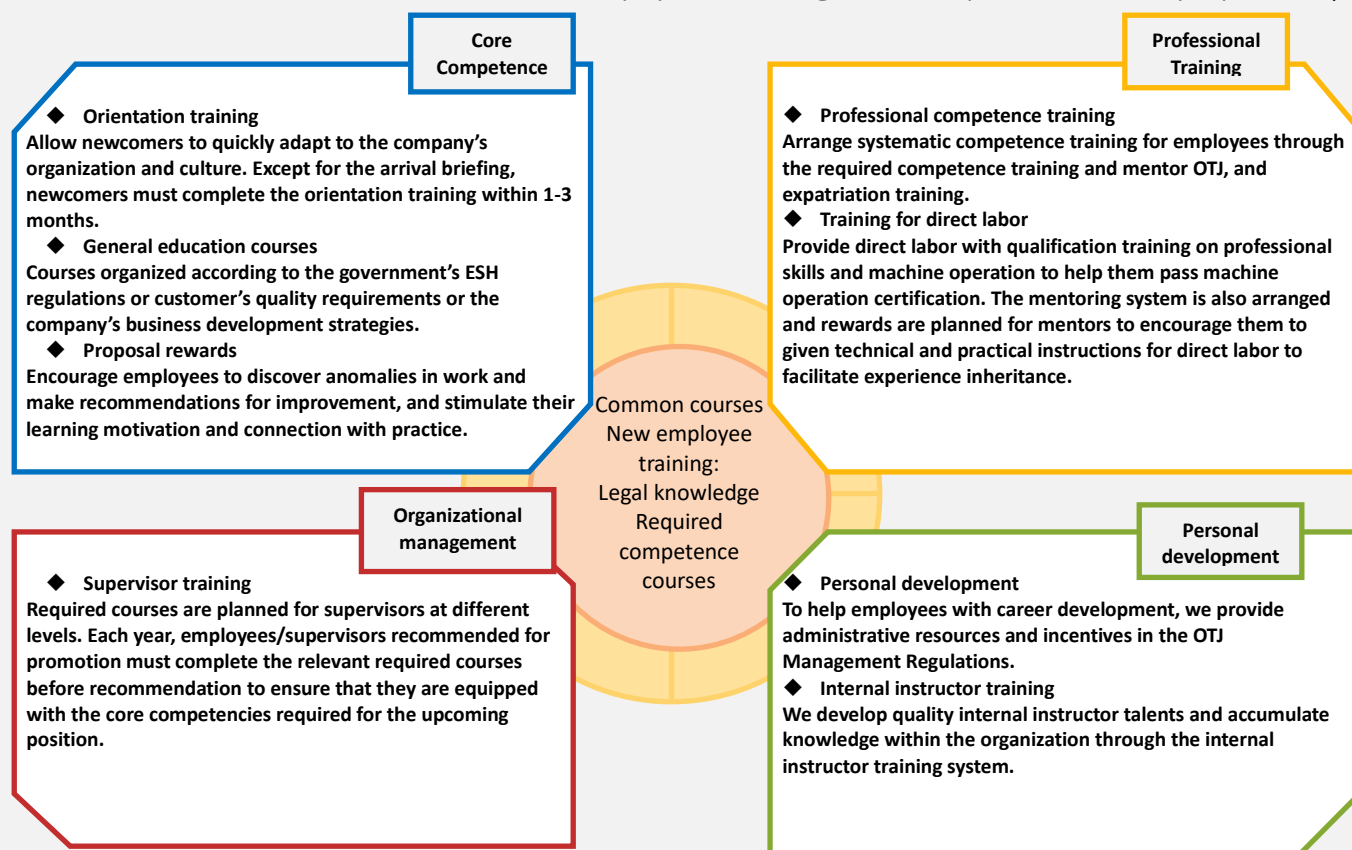 Core
Competence
◆ Orientation training
Allow newcomers to quickly adapt to the company's
organization and culture. Except for the arrival briefing,
newcomers must complete the orientation training within 1-3
months.
◆ General education courses
Courses organized according to the government's ESH
regulations or customer's quality requirements or the
company's business development strategies.
◆ Proposal rewards
Encourage employees to discover anomalies in work and
make recommendations for improvement, and stimulate their
learning motivation and connection with practice.
Professional
Training
◆ Professional competence training
Arrange systematic competence training for employees through
the required competence training and mentor OTJ, and
expatriation training.
◆ Training for direct labor
Provide direct labor with qualification training on professional
skills and machine operation to help them pass machine
operation certification. The mentoring system is also arranged
and rewards are planned for mentors to encourage them to
given technical and practical instructions for direct labor to
facilitate experience inheritance.
Common courses
New employee
training:
Legal knowledge
Required
competence
courses
Organizational
management
◆ Supervisor training
Required courses are planned for supervisors at different
levels. Each year, employees/supervisors recommended for
promotion must complete the relevant required courses
before recommendation to ensure that they are equipped
with the core competencies required for the upcoming
position.
Personal
development
◆ Personal development
To help employees with career development, we provide
administrative resources and incentives in the OTJ
Management Regulations.
◆ Internal instructor training
We develop quality internal instructor talents and accumulate
knowledge within the organization through the internal
instructor training system.